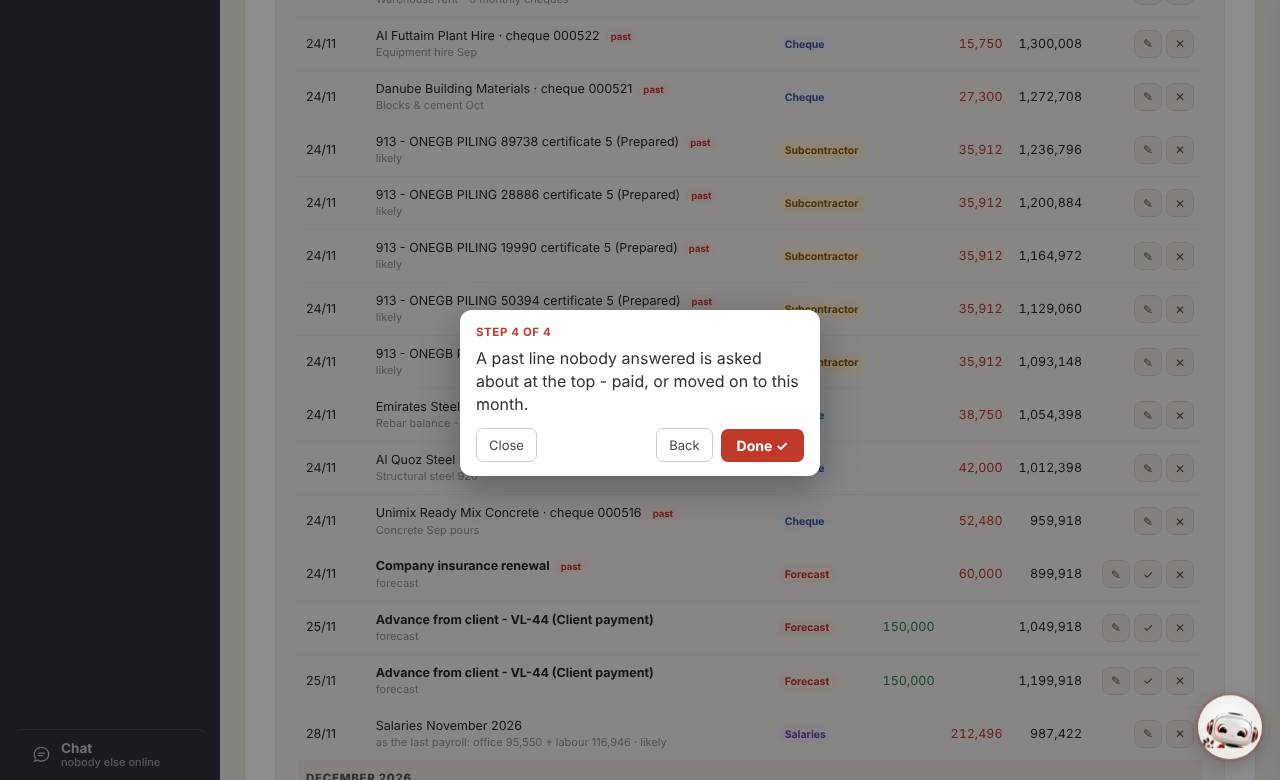 Warehouse rent - 6 monthly cheques
24/11 Al Futtaim Plant Hire · cheque 000522 past Cheque 15,750 1,300,008 ✎ ✕
Equipment hire Sep
24/11 Danube Building Materials · cheque 000521 past Cheque 27,300 1,272,708 ✎ ✕
Blocks & cement Oct
24/11 913 - ONEGB PILING 89738 certificate 5 (Prepared) past Subcontractor 35,912 1,236,796 ✎ ✕
likely
24/11 913 - ONEGB PILING 28886 certificate 5 (Prepared) past Subcontractor 35,912 1,200,884 ✎ ✕
likely
24/11 913 - ONEGB PILING 19990 certificate 5 (Prepared) past Subcontractor 35,912 1,164,972 ✎ ✕
likely
24/11 913 - ONEGB PILING 50394 certificate 5 (Prepared) past Subcontractor 35,912 1,129,060 ✎ ✕
likely
STEP 4 OF 4
A past line nobody answered is asked
about at the top - paid, or moved on to this
month.
Close Back Done ✓
24/11 913 - ONEGB 35,912 1,093,148 ✎ ✕
likely
24/11 Emirates Steel 38,750 1,054,398 ✎ ✕
Rebar balance -
24/11 Al Quoz Steel 42,000 1,012,398 ✎ ✕
Structural steel 920
24/11 Unimix Ready Mix Concrete · cheque 000516 past Cheque 52,480 959,918 ✎ ✕
Concrete Sep pours
24/11 Company insurance renewal past Forecast 60,000 899,918 ✎ ✓ ✕
forecast
25/11 Advance from client - VL-44 (Client payment) Forecast 150,000 1,049,918 ✎ ✓ ✕
forecast
25/11 Advance from client - VL-44 (Client payment) Forecast 150,000 1,199,918 ✎ ✓ ✕
forecast
28/11 Salaries November 2026 Salaries 212,496 987,422 ✎ ✕
as the last payroll: office 95,550 + labour 116,946 · likely
DECEMBER 2026
Chat
nobody else online